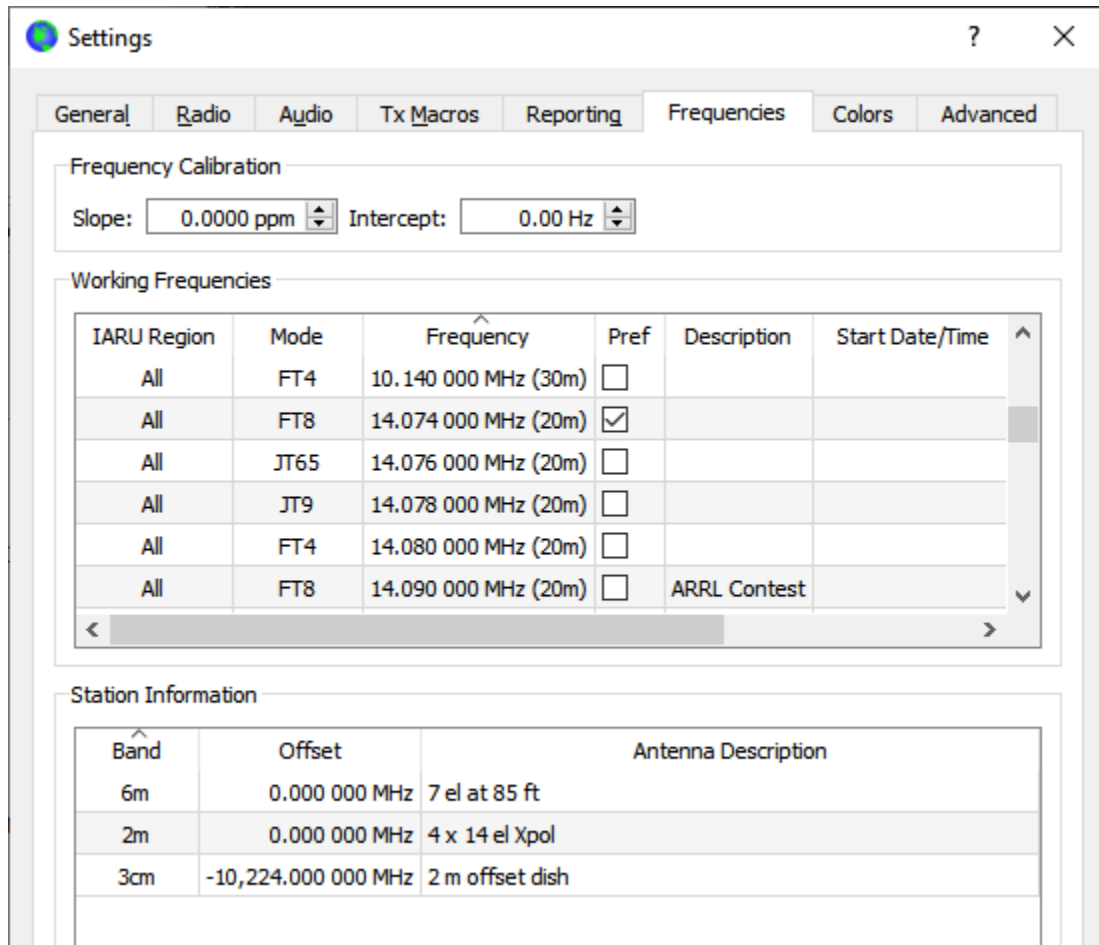 Settings ?
General Radio Audio Tx Macros Reporting Frequencies Colors Advanced
Frequency Calibration
Slope: 0.0000 ppm Intercept: 0.00 Hz
Working Frequencies
IARU Region Mode Frequency Pref Description Start Date/Time
All FT4 10.140 000 MHz (30m)
All FT8 14.074 000 MHz (20m)
All JT65 14.076 000 MHz (20m)
All JT9 14.078 000 MHz (20m)
All FT4 14.080 000 MHz (20m)
All FT8 14.090 000 MHz (20m) ARRL Contest
Station Information
Band Offset Antenna Description
6m 0.000 000 MHz 7 el at 85 ft
2m 0.000 000 MHz 4 x 14 el Xpol
3cm -10,224.000 000 MHz 2 m offset dish